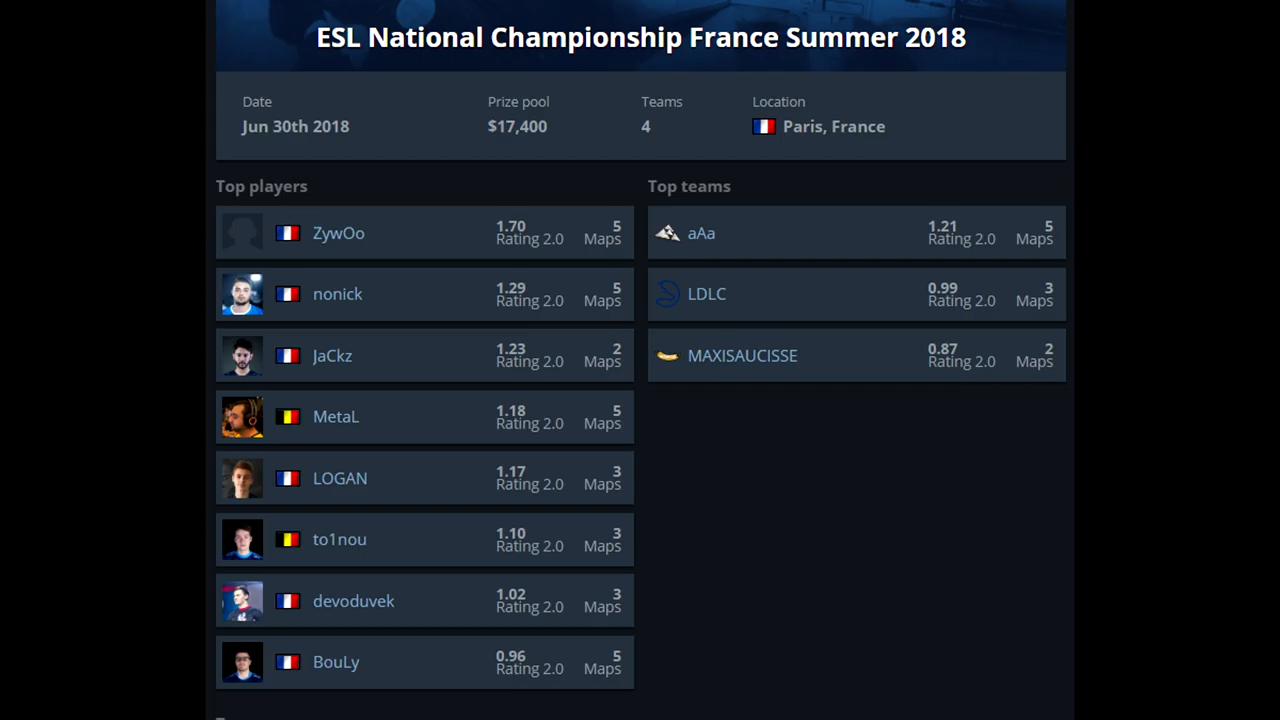 ESL National Championship France Summer 2018
Date Prize pool Teams Location
Jun 30th 2018 $17,400 4 Paris, France
Top players
ZywOo 1.70 5
Rating 2.0 Maps
nonick 1.29 5
Rating 2.0 Maps
JaCkz 1.23 2
Rating 2.0 Maps
MetaL 1.18 5
Rating 2.0 Maps
LOGAN 1.17 3
Rating 2.0 Maps
to1nou 1.10 3
Rating 2.0 Maps
devoduvek 1.02 3
Rating 2.0 Maps
BouLy 0.96 5
Rating 2.0 Maps
Top teams
aAa 1.21 5
Rating 2.0 Maps
LDLC 0.99 3
Rating 2.0 Maps
MAXISAUCISSE 0.87 2
Rating 2.0 Maps